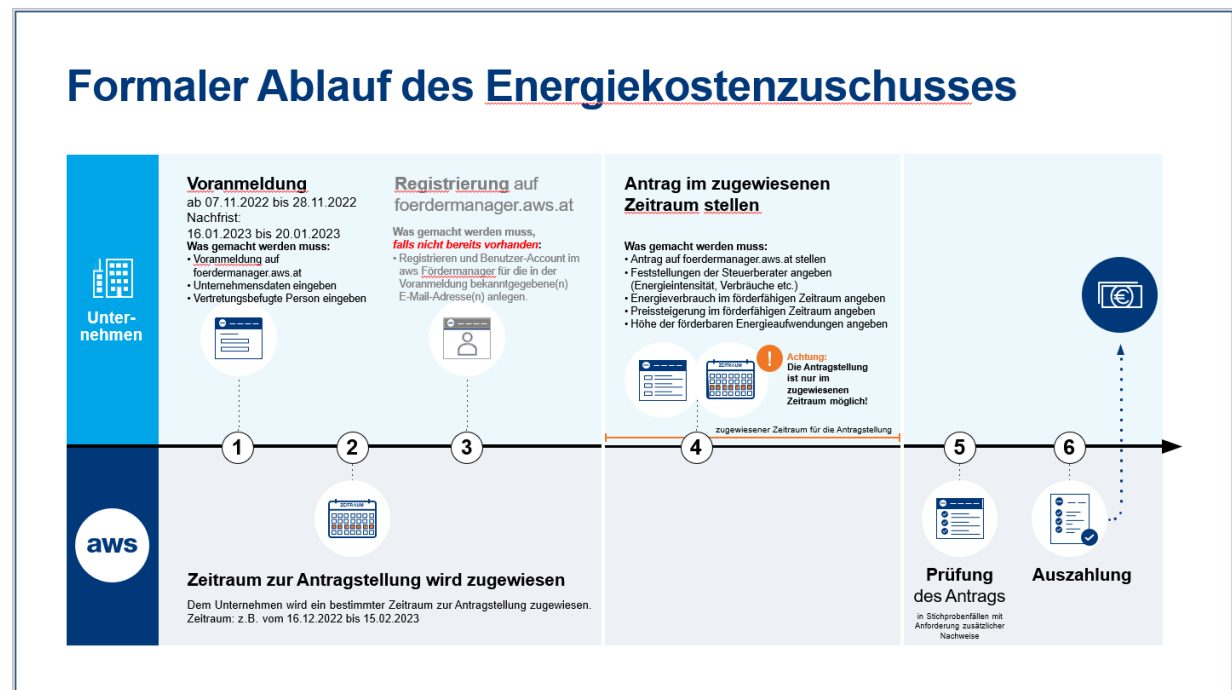 Formaler Ablauf des Energiekostenzuschusses
Unter-
nehmen
Voranmeldung
ab 07.11.2022 bis 28.11.2022
Nachfrist:
16.01.2023 bis 20.01.2023
Was gemacht werden muss:
• Voranmeldung auf
foerdermanager.aws.at
• Unternehmensdaten eingeben
• Vertretungsbefugte Person eingeben
Registrierung auf
foerdermanager.aws.at
Was gemacht werden muss,
falls nicht bereits vorhanden:
• Registrieren und Benutzer-Account im
aws Fördermanager für die in der
Voranmeldung bekanntgegebene(n)
E-Mail-Adresse(n) anlegen.
Antrag im zugewiesenen
Zeitraum stellen
Was gemacht werden muss:
• Antrag auf foerdermanager.aws.at stellen
• Feststellungen der Steuerberater angeben
(Energieintensität, Verbräuche etc.)
• Energieverbrauch im förderfähigen Zeitraum angeben
• Preissteigerung im förderfähigen Zeitraum angeben
• Höhe der förderbaren Energieaufwendungen angeben
ZEITRAUM
!
Achtung:
Die Antragstellung
ist nur im
zugewiesenen
Zeitraum möglich!
zugewiesener Zeitraum für die Antragstellung
€
1
2
3
4
5
6
aws
ZEITRAUM
Zeitraum zur Antragstellung wird zugewiesen
Dem Unternehmen wird ein bestimmter Zeitraum zur Antragstellung zugewiesen.
Zeitraum: z.B. vom 16.12.2022 bis 15.02.2023
Prüfung
des Antrags
in Stichprobenfällen mit
Anforderung zusätzlicher
Nachweise
Auszahlung